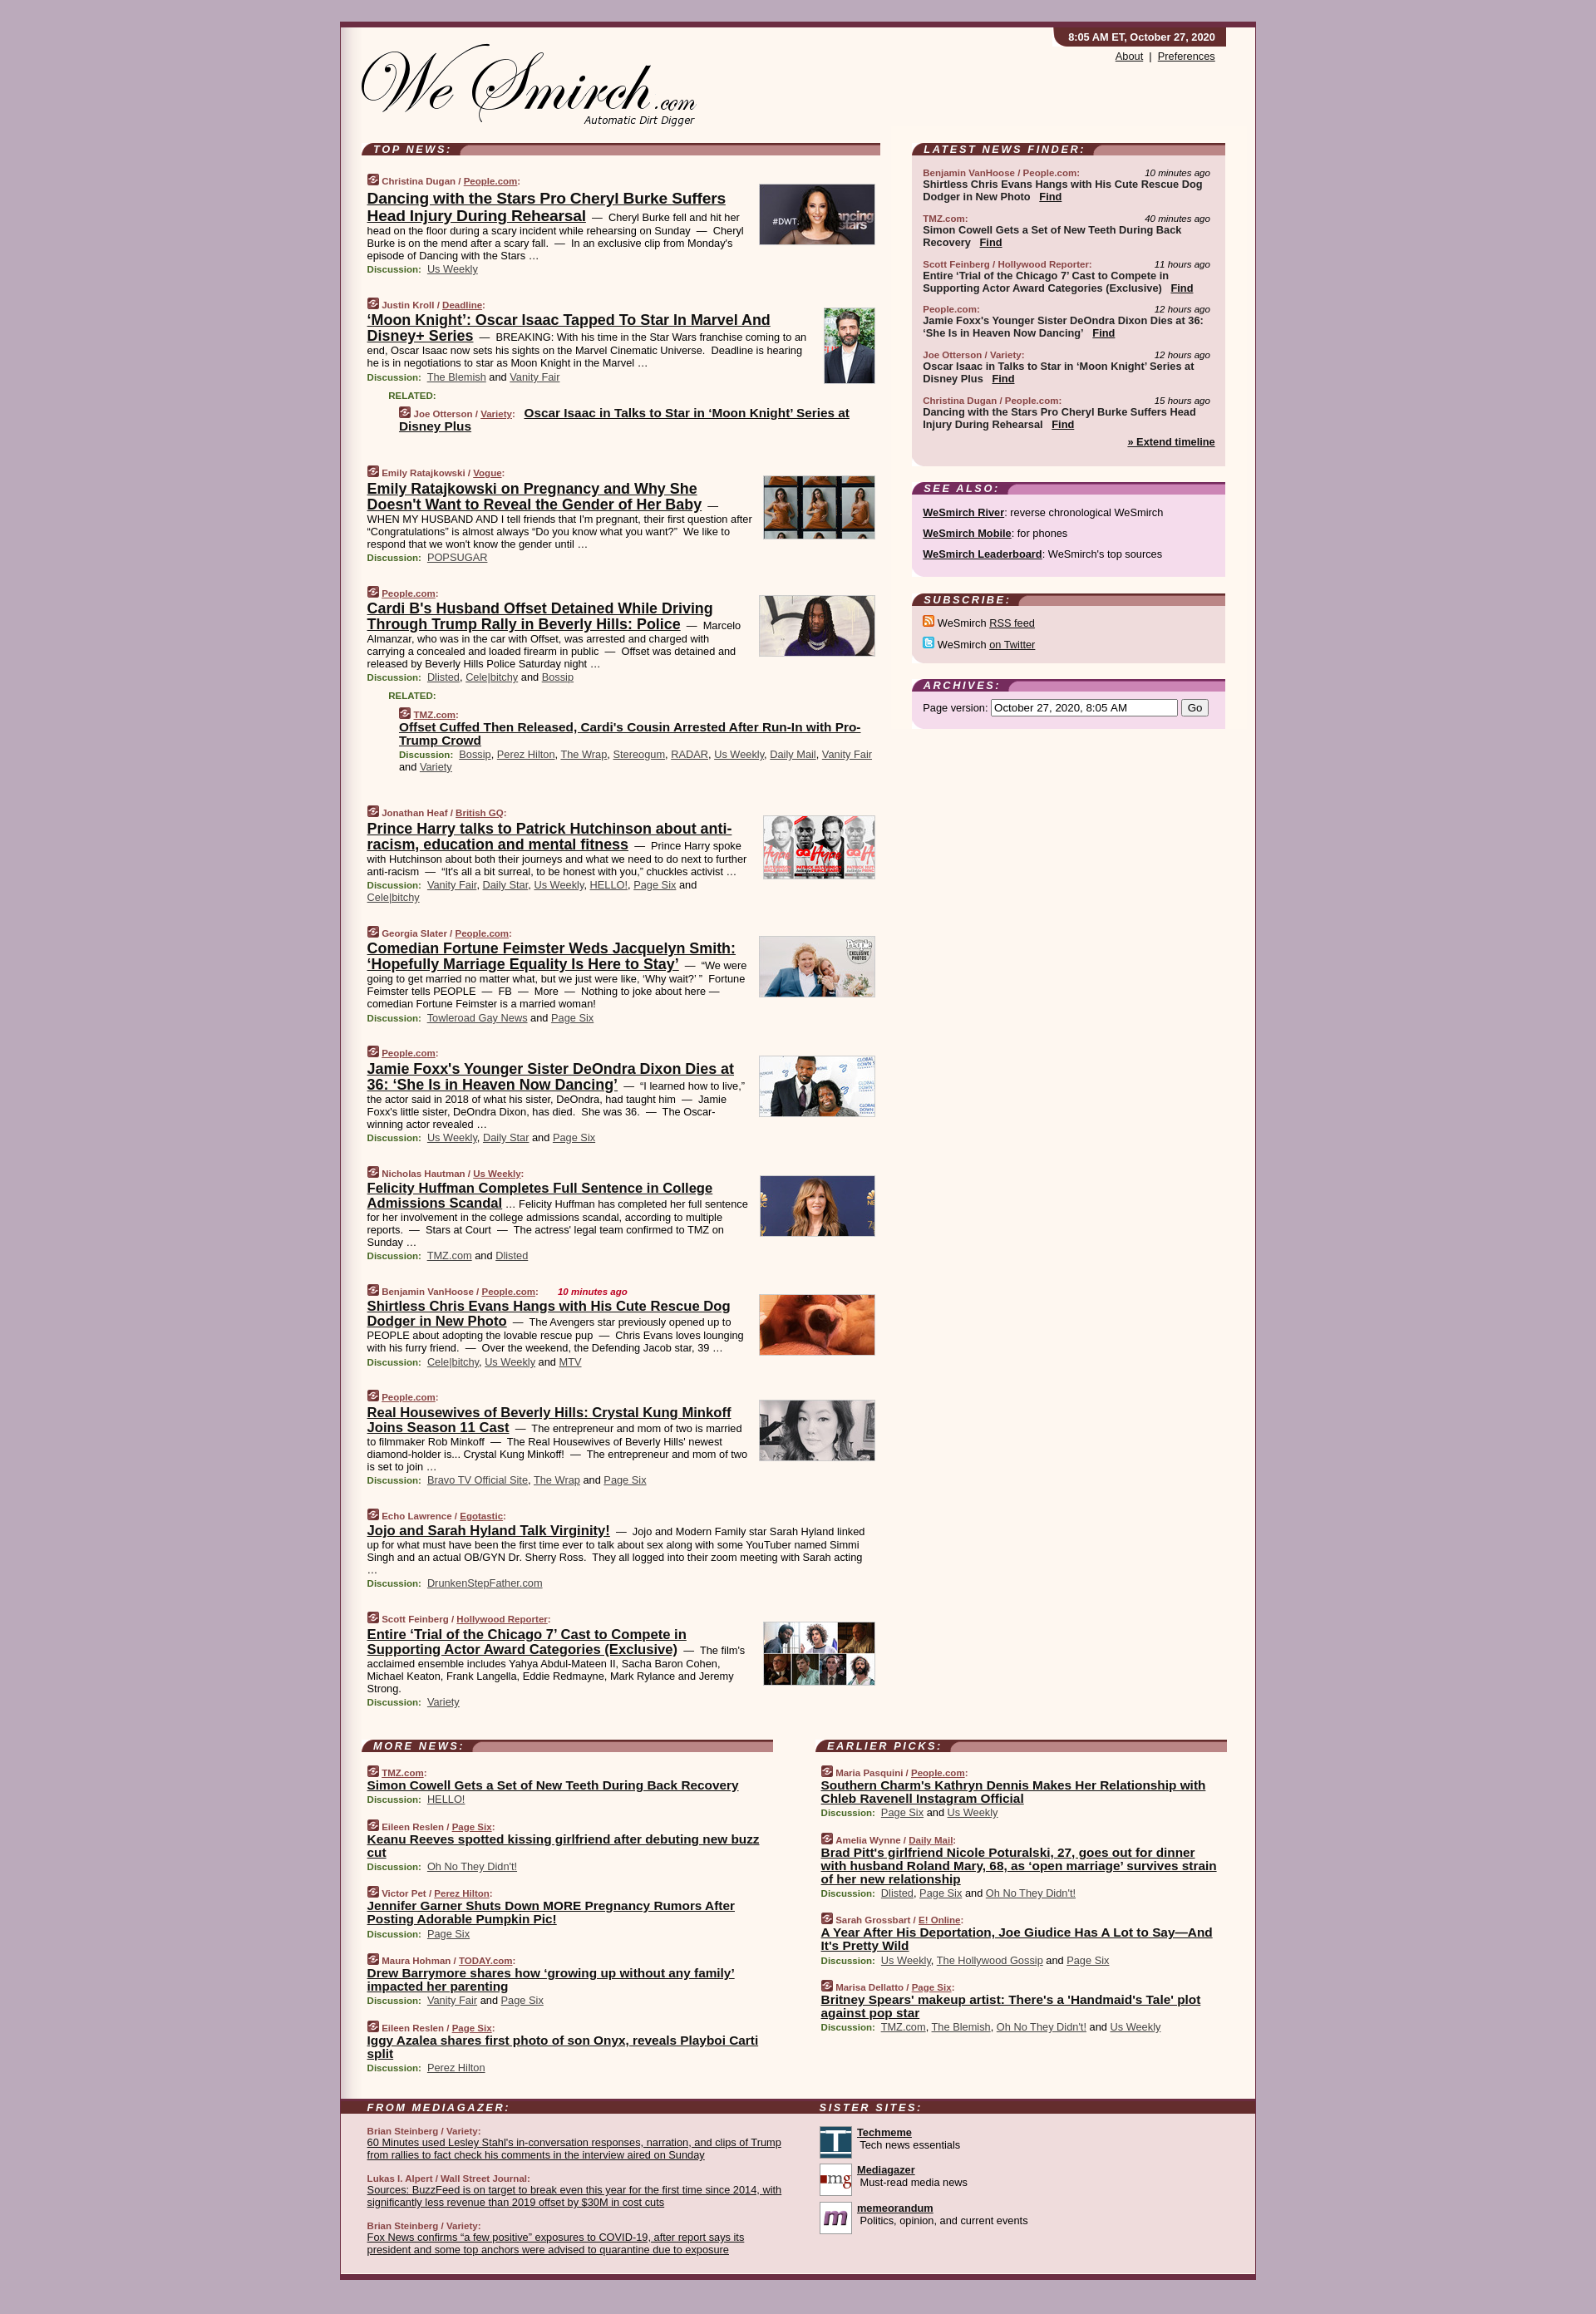 8:05 AM ET, October 27, 2020
About | Preferences
We Smirch .com
Automatic Dirt Digger
TOP NEWS:
Christina Dugan / People.com:
Dancing with the Stars Pro Cheryl Burke Suffers
Head Injury During Rehearsal — Cheryl Burke fell and hit her
head on the floor during a scary incident while rehearsing on Sunday — Cheryl
Burke is on the mend after a scary fall. — In an exclusive clip from Monday's
episode of Dancing with the Stars …
Discussion: Us Weekly
Justin Kroll / Deadline:
‘Moon Knight’: Oscar Isaac Tapped To Star In Marvel And
Disney+ Series — BREAKING: With his time in the Star Wars franchise coming to an
end, Oscar Isaac now sets his sights on the Marvel Cinematic Universe. Deadline is hearing
he is in negotiations to star as Moon Knight in the Marvel …
Discussion: The Blemish and Vanity Fair
RELATED:
Joe Otterson / Variety: Oscar Isaac in Talks to Star in ‘Moon Knight’ Series at
Disney Plus
Emily Ratajkowski / Vogue:
Emily Ratajkowski on Pregnancy and Why She
Doesn't Want to Reveal the Gender of Her Baby —
WHEN MY HUSBAND AND I tell friends that I'm pregnant, their first question after
“Congratulations” is almost always “Do you know what you want?” We like to
respond that we won't know the gender until …
Discussion: POPSUGAR
People.com:
Cardi B's Husband Offset Detained While Driving
Through Trump Rally in Beverly Hills: Police — Marcelo
Almanzar, who was in the car with Offset, was arrested and charged with
carrying a concealed and loaded firearm in public — Offset was detained and
released by Beverly Hills Police Saturday night …
Discussion: Dlisted, Cele|bitchy and Bossip
RELATED:
TMZ.com:
Offset Cuffed Then Released, Cardi's Cousin Arrested After Run-In with Pro-
Trump Crowd
Discussion: Bossip, Perez Hilton, The Wrap, Stereogum, RADAR, Us Weekly, Daily Mail, Vanity Fair
and Variety
Jonathan Heaf / British GQ:
Prince Harry talks to Patrick Hutchinson about anti-
racism, education and mental fitness — Prince Harry spoke
with Hutchinson about both their journeys and what we need to do next to further
anti-racism — “It's all a bit surreal, to be honest with you,” chuckles activist …
Discussion: Vanity Fair, Daily Star, Us Weekly, HELLO!, Page Six and
Cele|bitchy
Georgia Slater / People.com:
Comedian Fortune Feimster Weds Jacquelyn Smith:
‘Hopefully Marriage Equality Is Here to Stay’ — “We were
going to get married no matter what, but we just were like, ‘Why wait?’ ” Fortune
Feimster tells PEOPLE — FB — More — Nothing to joke about here —
comedian Fortune Feimster is a married woman!
Discussion: Towleroad Gay News and Page Six
People.com:
Jamie Foxx's Younger Sister DeOndra Dixon Dies at
36: ‘She Is in Heaven Now Dancing’ — “I learned how to live,”
the actor said in 2018 of what his sister, DeOndra, had taught him — Jamie
Foxx's little sister, DeOndra Dixon, has died. She was 36. — The Oscar-
winning actor revealed …
Discussion: Us Weekly, Daily Star and Page Six
Nicholas Hautman / Us Weekly:
Felicity Huffman Completes Full Sentence in College
Admissions Scandal … Felicity Huffman has completed her full sentence
for her involvement in the college admissions scandal, according to multiple
reports. — Stars at Court — The actress' legal team confirmed to TMZ on
Sunday …
Discussion: TMZ.com and Dlisted
Benjamin VanHoose / People.com: 10 minutes ago
Shirtless Chris Evans Hangs with His Cute Rescue Dog
Dodger in New Photo — The Avengers star previously opened up to
PEOPLE about adopting the lovable rescue pup — Chris Evans loves lounging
with his furry friend. — Over the weekend, the Defending Jacob star, 39 …
Discussion: Cele|bitchy, Us Weekly and MTV
People.com:
Real Housewives of Beverly Hills: Crystal Kung Minkoff
Joins Season 11 Cast — The entrepreneur and mom of two is married
to filmmaker Rob Minkoff — The Real Housewives of Beverly Hills' newest
diamond-holder is... Crystal Kung Minkoff! — The entrepreneur and mom of two
is set to join …
Discussion: Bravo TV Official Site, The Wrap and Page Six
Echo Lawrence / Egotastic:
Jojo and Sarah Hyland Talk Virginity! — Jojo and Modern Family star Sarah Hyland linked
up for what must have been the first time ever to talk about sex along with some YouTuber named Simmi
Singh and an actual OB/GYN Dr. Sherry Ross. They all logged into their zoom meeting with Sarah acting
…
Discussion: DrunkenStepFather.com
Scott Feinberg / Hollywood Reporter:
Entire ‘Trial of the Chicago 7’ Cast to Compete in
Supporting Actor Award Categories (Exclusive) — The film's
acclaimed ensemble includes Yahya Abdul-Mateen II, Sacha Baron Cohen,
Michael Keaton, Frank Langella, Eddie Redmayne, Mark Rylance and Jeremy
Strong.
Discussion: Variety
LATEST NEWS FINDER:
Benjamin VanHoose / People.com: 10 minutes ago
Shirtless Chris Evans Hangs with His Cute Rescue Dog
Dodger in New Photo Find
TMZ.com: 40 minutes ago
Simon Cowell Gets a Set of New Teeth During Back
Recovery Find
Scott Feinberg / Hollywood Reporter: 11 hours ago
Entire ‘Trial of the Chicago 7’ Cast to Compete in
Supporting Actor Award Categories (Exclusive) Find
People.com: 12 hours ago
Jamie Foxx's Younger Sister DeOndra Dixon Dies at 36:
‘She Is in Heaven Now Dancing’ Find
Joe Otterson / Variety: 12 hours ago
Oscar Isaac in Talks to Star in ‘Moon Knight’ Series at
Disney Plus Find
Christina Dugan / People.com: 15 hours ago
Dancing with the Stars Pro Cheryl Burke Suffers Head
Injury During Rehearsal Find
» Extend timeline
SEE ALSO:
WeSmirch River: reverse chronological WeSmirch
WeSmirch Mobile: for phones
WeSmirch Leaderboard: WeSmirch's top sources
SUBSCRIBE:
WeSmirch RSS feed
WeSmirch on Twitter
ARCHIVES:
Page version: October 27, 2020, 8:05 AM Go
MORE NEWS:
TMZ.com:
Simon Cowell Gets a Set of New Teeth During Back Recovery
Discussion: HELLO!
Eileen Reslen / Page Six:
Keanu Reeves spotted kissing girlfriend after debuting new buzz
cut
Discussion: Oh No They Didn't!
Victor Pet / Perez Hilton:
Jennifer Garner Shuts Down MORE Pregnancy Rumors After
Posting Adorable Pumpkin Pic!
Discussion: Page Six
Maura Hohman / TODAY.com:
Drew Barrymore shares how ‘growing up without any family’
impacted her parenting
Discussion: Vanity Fair and Page Six
Eileen Reslen / Page Six:
Iggy Azalea shares first photo of son Onyx, reveals Playboi Carti
split
Discussion: Perez Hilton
EARLIER PICKS:
Maria Pasquini / People.com:
Southern Charm's Kathryn Dennis Makes Her Relationship with
Chleb Ravenell Instagram Official
Discussion: Page Six and Us Weekly
Amelia Wynne / Daily Mail:
Brad Pitt's girlfriend Nicole Poturalski, 27, goes out for dinner
with husband Roland Mary, 68, as ‘open marriage’ survives strain
of her new relationship
Discussion: Dlisted, Page Six and Oh No They Didn't!
Sarah Grossbart / E! Online:
A Year After His Deportation, Joe Giudice Has A Lot to Say—And
It's Pretty Wild
Discussion: Us Weekly, The Hollywood Gossip and Page Six
Marisa Dellatto / Page Six:
Britney Spears' makeup artist: There's a 'Handmaid's Tale' plot
against pop star
Discussion: TMZ.com, The Blemish, Oh No They Didn't! and Us Weekly
FROM MEDIAGAZER:
Brian Steinberg / Variety:
60 Minutes used Lesley Stahl's in-conversation responses, narration, and clips of Trump
from rallies to fact check his comments in the interview aired on Sunday
Lukas I. Alpert / Wall Street Journal:
Sources: BuzzFeed is on target to break even this year for the first time since 2014, with
significantly less revenue than 2019 offset by $30M in cost cuts
Brian Steinberg / Variety:
Fox News confirms “a few positive” exposures to COVID-19, after report says its
president and some top anchors were advised to quarantine due to exposure
SISTER SITES:
Techmeme
Tech news essentials
Mediagazer
Must-read media news
memeorandum
Politics, opinion, and current events